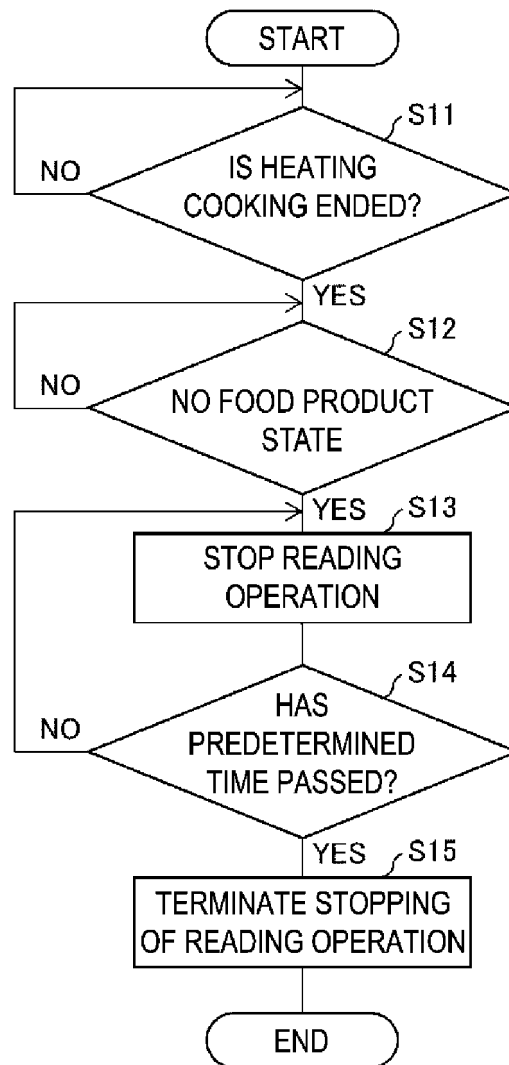 START
S11
IS HEATING
COOKING ENDED?
NO
YES
S12
NO FOOD PRODUCT
STATE
NO
YES
S13
STOP READING
OPERATION
S14
HAS
PREDETERMINED
TIME PASSED?
NO
YES
S15
TERMINATE STOPPING
OF READING OPERATION
END